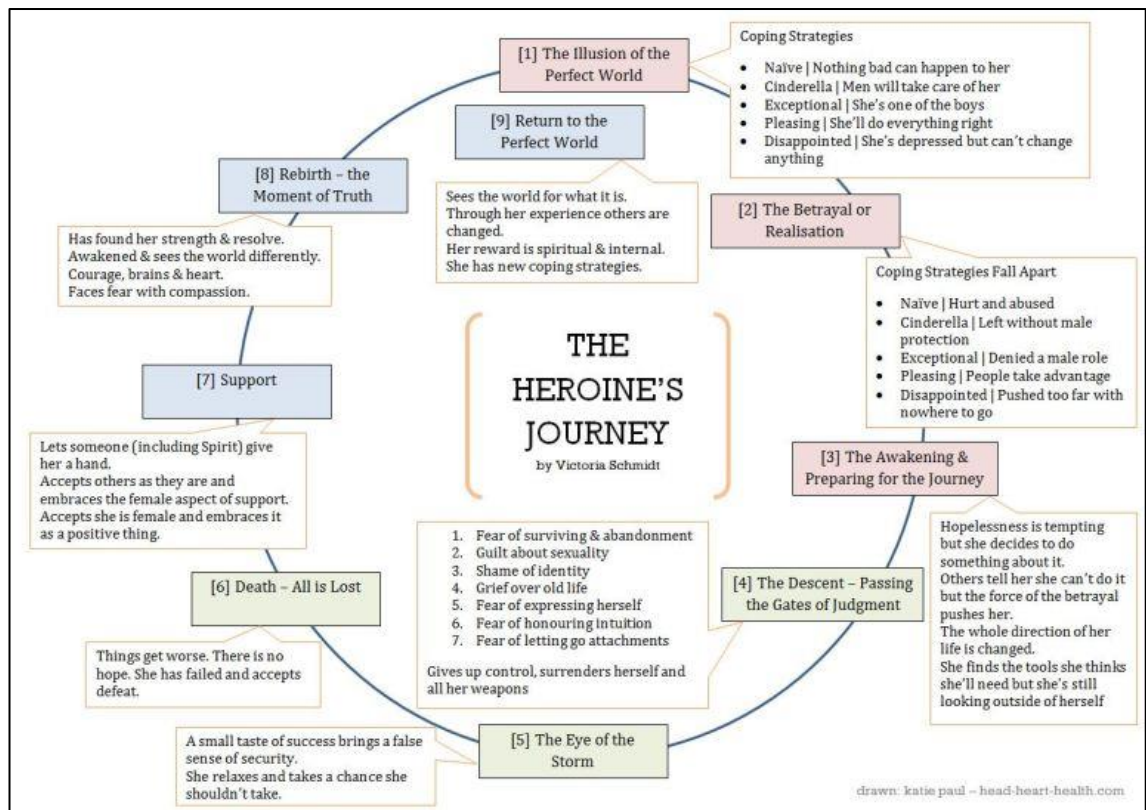 [1] The Illusion of the
Perfect World
Coping Strategies
• Naïve | Nothing bad can happen to her
• Cinderella | Men will take care of her
• Exceptional | She's one of the boys
• Pleasing | She'll do everything right
• Disappointed | She's depressed but can't change
anything
[2] The Betrayal or
Realisation
Coping Strategies Fall Apart
• Naïve | Hurt and abused
• Cinderella | Left without male
protection
• Exceptional | Denied a male role
• Pleasing | People take advantage
• Disappointed | Pushed too far with
nowhere to go
[3] The Awakening &
Preparing for the Journey
Hopelessness is tempting
but she decides to do
something about it.
Others tell her she can't do it
but the force of the betrayal
pushes her.
The whole direction of her
life is changed.
She finds the tools she thinks
she'll need but she's still
looking outside of herself
[4] The Descent – Passing
the Gates of Judgment
1. Fear of surviving & abandonment
2. Guilt about sexuality
3. Shame of identity
4. Grief over old life
5. Fear of expressing herself
6. Fear of honouring intuition
7. Fear of letting go attachments
Gives up control, surrenders herself and
all her weapons
[5] The Eye of the
Storm
A small taste of success brings a false
sense of security.
She relaxes and takes a chance she
shouldn't take.
[6] Death – All is Lost
Things get worse. There is no
hope. She has failed and accepts
defeat.
[7] Support
Lets someone (including Spirit) give
her a hand.
Accepts others as they are and
embraces the female aspect of support.
Accepts she is female and embraces it
as a positive thing.
[8] Rebirth – the
Moment of Truth
Has found her strength & resolve.
Awakened & sees the world differently.
Courage, brains & heart.
Faces fear with compassion.
[9] Return to the
Perfect World
Sees the world for what it is.
Through her experience others are
changed.
Her reward is spiritual & internal.
She has new coping strategies.
THE
HEROINE'S
JOURNEY
by Victoria Schmidt
drawn: katie paul – head-heart-health.com